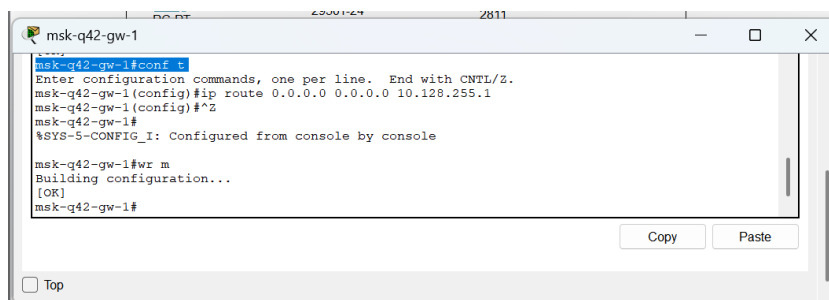 2811
msk-q42-gw-1
msk-q42-gw-1#conf t
Enter configuration commands, one per line.  End with CNTL/Z.
msk-q42-gw-1(config)#ip route 0.0.0.0 0.0.0.0 10.128.255.1
msk-q42-gw-1(config)#^Z
msk-q42-gw-1#
%SYS-5-CONFIG_I: Configured from console by console
msk-q42-gw-1#wr m
Building configuration...
[OK]
msk-q42-gw-1#
Copy Paste
Top